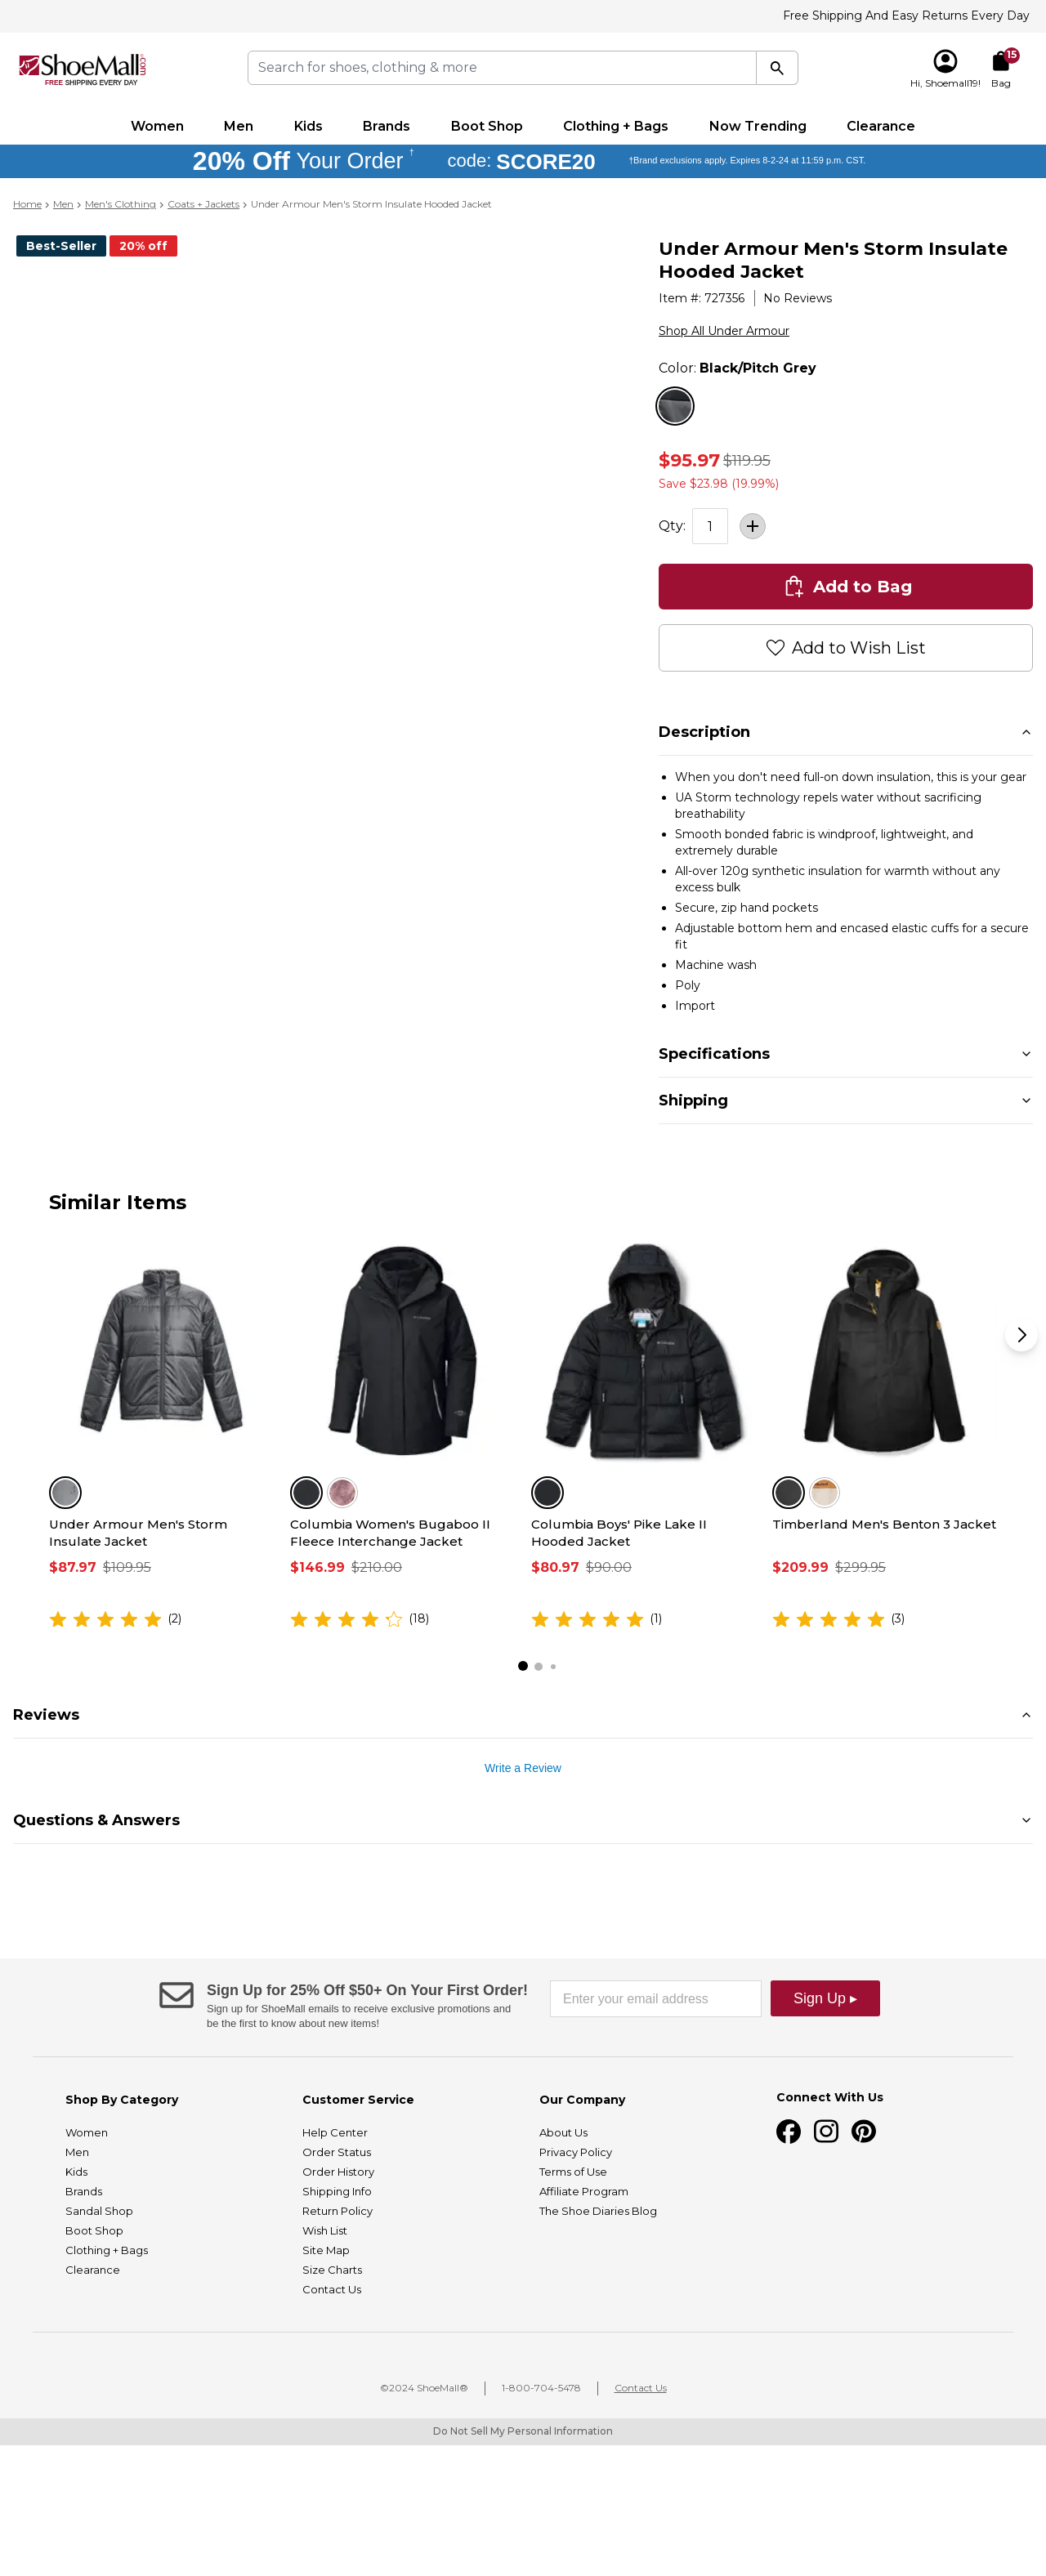 Free Shipping And Easy Returns Every Day
ShoeMall.com
FREE SHIPPING EVERY DAY
Search for shoes, clothing & more
15
Hi, Shoemall19!
Bag
Women
Men
Kids
Brands
Boot Shop
Clothing + Bags
Now Trending
Clearance
20% Off Your Order † code: SCORE20 †Brand exclusions apply. Expires 8-2-24 at 11:59 p.m. CST.
Home > Men > Men's Clothing > Coats + Jackets > Under Armour Men's Storm Insulate Hooded Jacket
Best-Seller
20% off
Under Armour Men's Storm Insulate
Hooded Jacket
Item #: 727356 | No Reviews
Shop All Under Armour
Color: Black/Pitch Grey
$95.97 $119.95
Save $23.98 (19.99%)
Qty: 1 +
Add to Bag
Add to Wish List
Description
• When you don't need full-on down insulation, this is your gear
• UA Storm technology repels water without sacrificing
breathability
• Smooth bonded fabric is windproof, lightweight, and
extremely durable
• All-over 120g synthetic insulation for warmth without any
excess bulk
• Secure, zip hand pockets
• Adjustable bottom hem and encased elastic cuffs for a secure
fit
• Machine wash
• Poly
• Import
Specifications
Shipping
Similar Items
Under Armour Men's Storm
Insulate Jacket
$87.97 $109.95
(2)
Columbia Women's Bugaboo II
Fleece Interchange Jacket
$146.99 $210.00
(18)
Columbia Boys' Pike Lake II
Hooded Jacket
$80.97 $90.00
(1)
Timberland Men's Benton 3 Jacket
$209.99 $299.95
(3)
Reviews
Write a Review
Questions & Answers
Sign Up for 25% Off $50+ On Your First Order!
Sign up for ShoeMall emails to receive exclusive promotions and
be the first to know about new items!
Enter your email address
Sign Up ▸
Shop By Category
Women
Men
Kids
Brands
Sandal Shop
Boot Shop
Clothing + Bags
Clearance
Customer Service
Help Center
Order Status
Order History
Shipping Info
Return Policy
Wish List
Site Map
Size Charts
Contact Us
Our Company
About Us
Privacy Policy
Terms of Use
Affiliate Program
The Shoe Diaries Blog
Connect With Us
©2024 ShoeMall® | 1-800-704-5478 | Contact Us
Do Not Sell My Personal Information